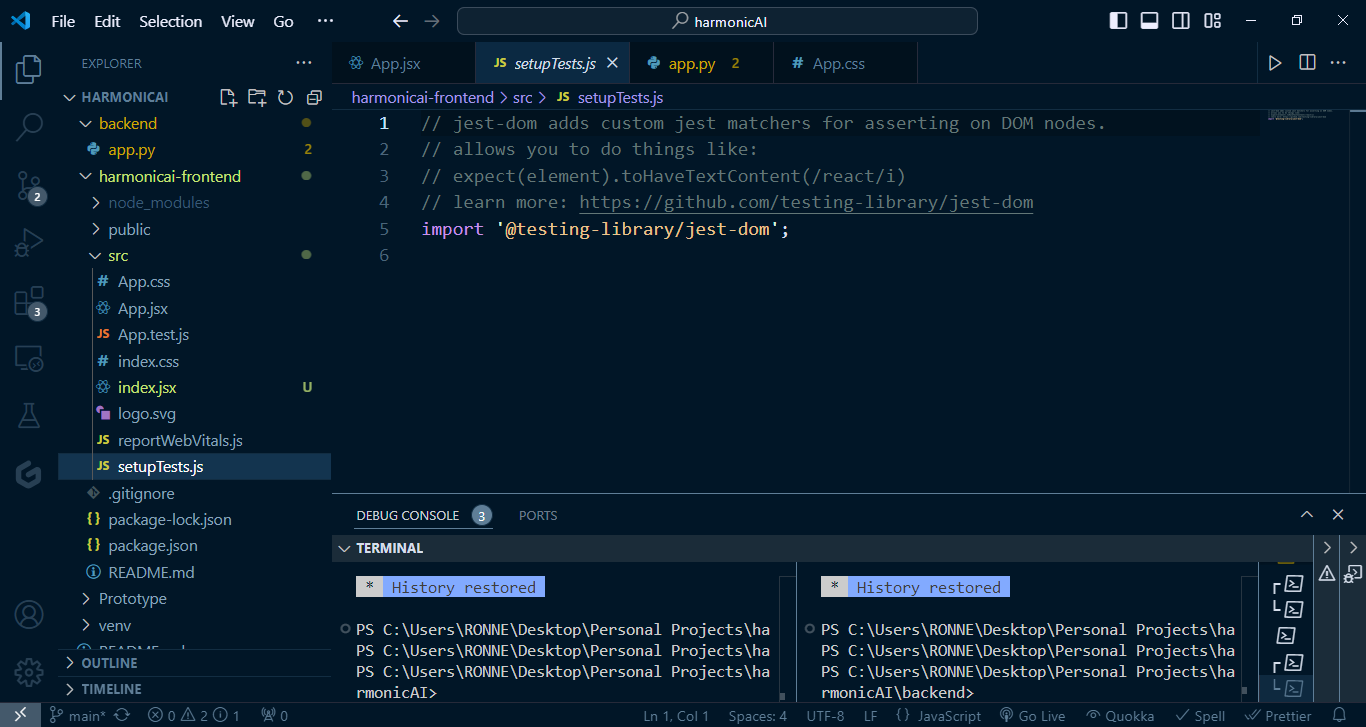 File Edit Selection View Go ··· harmonicAI
EXPLORER ···
HARMONICAI
backend
app.py 2
harmonicai-frontend
node_modules
public
src
App.css
App.jsx
App.test.js
index.css
index.jsx U
logo.svg
reportWebVitals.js
setupTests.js
.gitignore
package-lock.json
package.json
README.md
Prototype
venv
OUTLINE
TIMELINE
2
3
App.jsx JS setupTests.js app.py 2 # App.css ···
harmonicai-frontend > src > JS setupTests.js
1 // jest-dom adds custom jest matchers for asserting on DOM nodes.
2 // allows you to do things like:
3 // expect(element).toHaveTextContent(/react/i)
4 // learn more: https://github.com/testing-library/jest-dom
5 import '@testing-library/jest-dom';
6
DEBUG CONSOLE 3 PORTS
TERMINAL
* History restored
PS C:\Users\RONNE\Desktop\Personal Projects\ha
PS C:\Users\RONNE\Desktop\Personal Projects\ha
PS C:\Users\RONNE\Desktop\Personal Projects\ha
rmonicAI>
* History restored
PS C:\Users\RONNE\Desktop\Personal Projects\ha
PS C:\Users\RONNE\Desktop\Personal Projects\ha
PS C:\Users\RONNE\Desktop\Personal Projects\ha
rmonicAI\backend>
main* 0 2 1 0 Ln 1, Col 1 Spaces: 4 UTF-8 LF {} JavaScript Go Live Quokka Spell Prettier